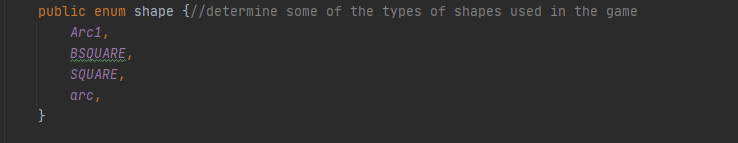 public enum shape {//determine some of the types of shapes used in the game
Arc1,
BSQUARE,
SQUARE,
arc,
}